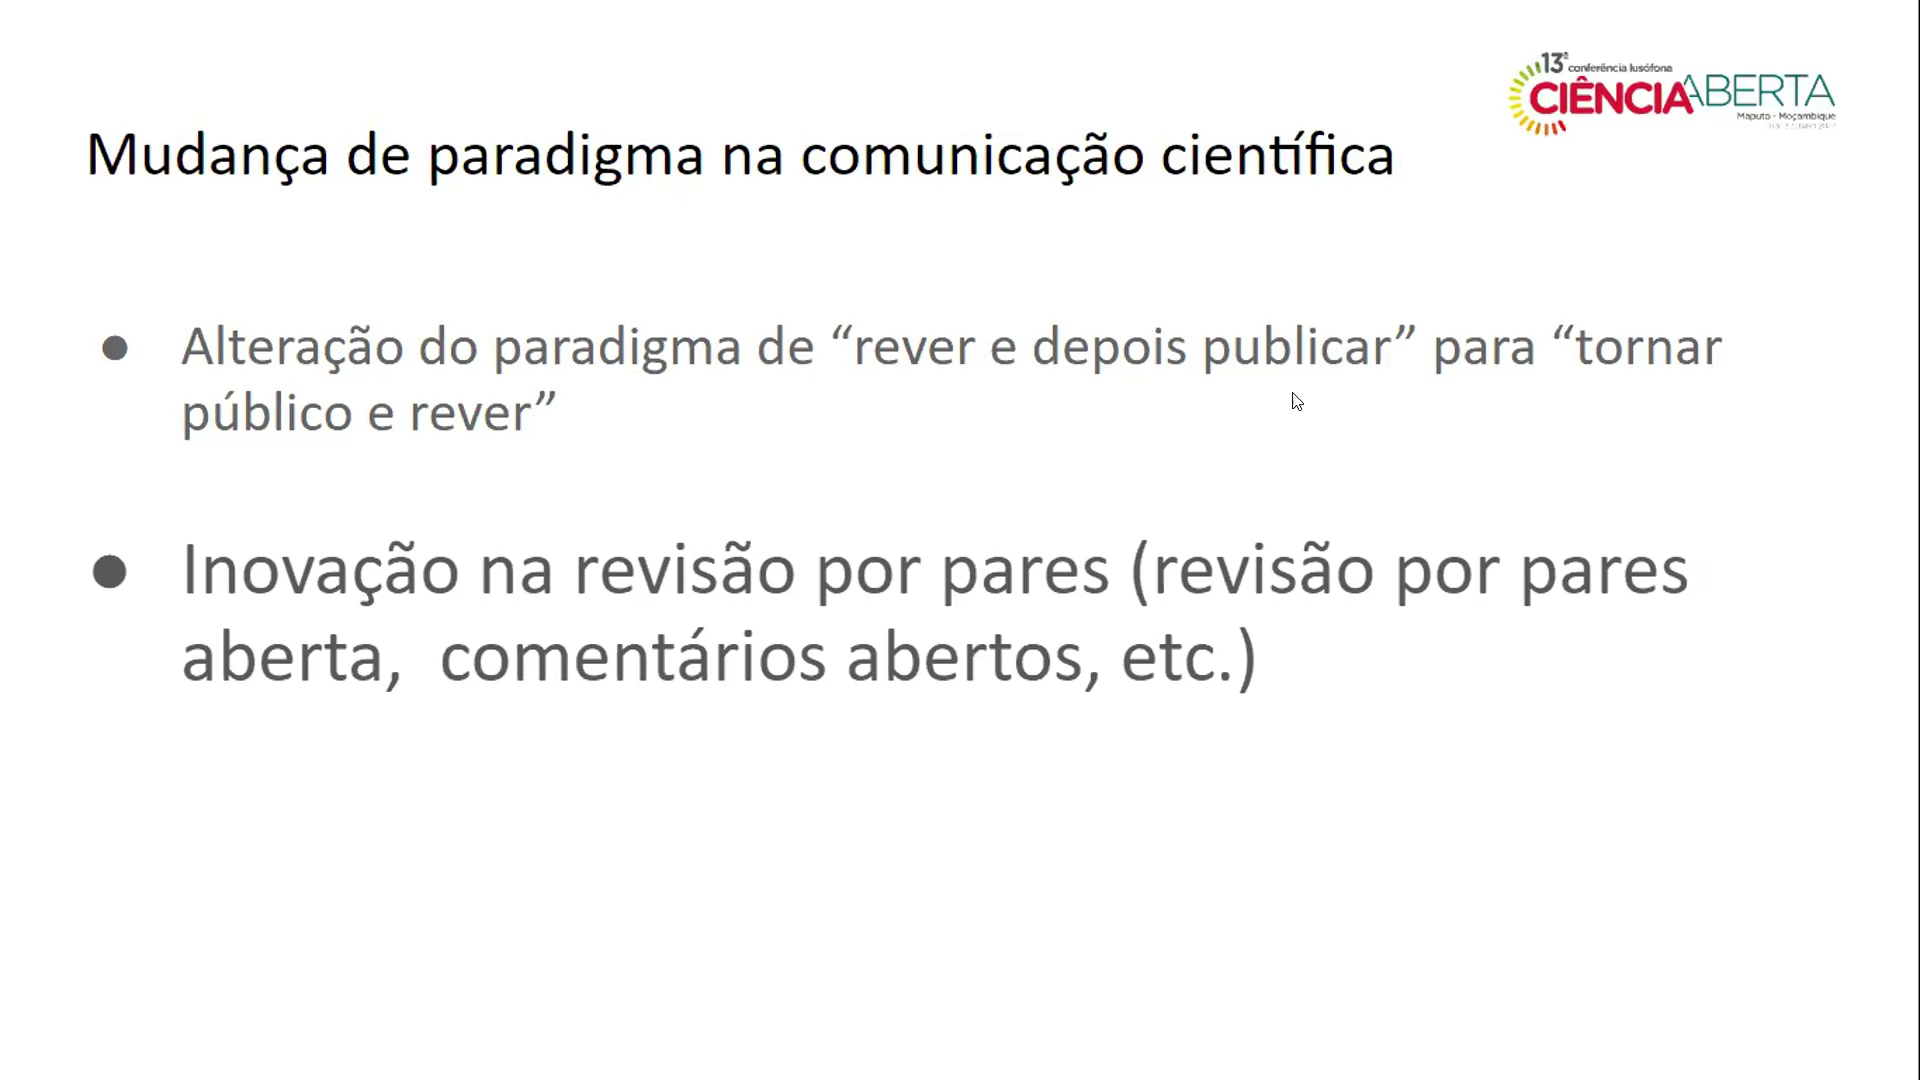 13ª conferência lusófona
CIÊNCIA ABERTA
Maputo - Moçambique
Mudança de paradigma na comunicação científica
● Alteração do paradigma de “rever e depois publicar” para “tornar
público e rever”
● Inovação na revisão por pares (revisão por pares
aberta,  comentários abertos, etc.)